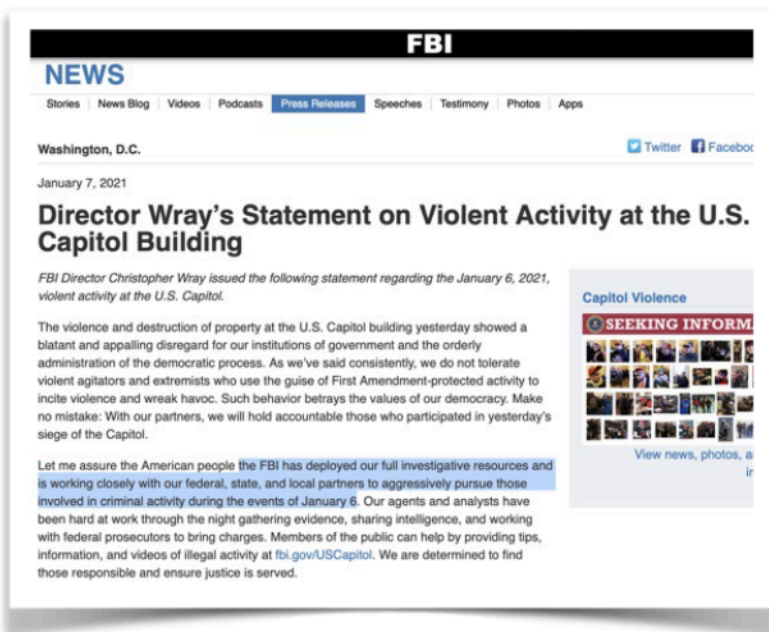 FBI
NEWS
Stories | News Blog | Videos | Podcasts | Press Releases | Speeches | Testimony | Photos | Apps
Washington, D.C.
Twitter Faceboo
January 7, 2021
Director Wray's Statement on Violent Activity at the U.S.
Capitol Building
FBI Director Christopher Wray issued the following statement regarding the January 6, 2021,
violent activity at the U.S. Capitol.
The violence and destruction of property at the U.S. Capitol building yesterday showed a
blatant and appalling disregard for our institutions of government and the orderly
administration of the democratic process. As we've said consistently, we do not tolerate
violent agitators and extremists who use the guise of First Amendment-protected activity to
incite violence and wreak havoc. Such behavior betrays the values of our democracy. Make
no mistake: With our partners, we will hold accountable those who participated in yesterday's
siege of the Capitol.
Let me assure the American people the FBI has deployed our full investigative resources and
is working closely with our federal, state, and local partners to aggressively pursue those
involved in criminal activity during the events of January 6. Our agents and analysts have
been hard at work through the night gathering evidence, sharing intelligence, and working
with federal prosecutors to bring charges. Members of the public can help by providing tips,
information, and videos of illegal activity at fbi.gov/USCapitol. We are determined to find
those responsible and ensure justice is served.
Capitol Violence
SEEKING INFORM
View news, photos, a